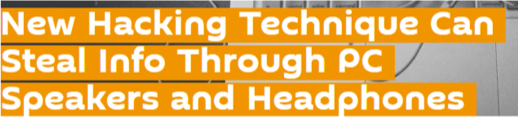 New Hacking Technique Can
Steal Info Through PC
Speakers and Headphones